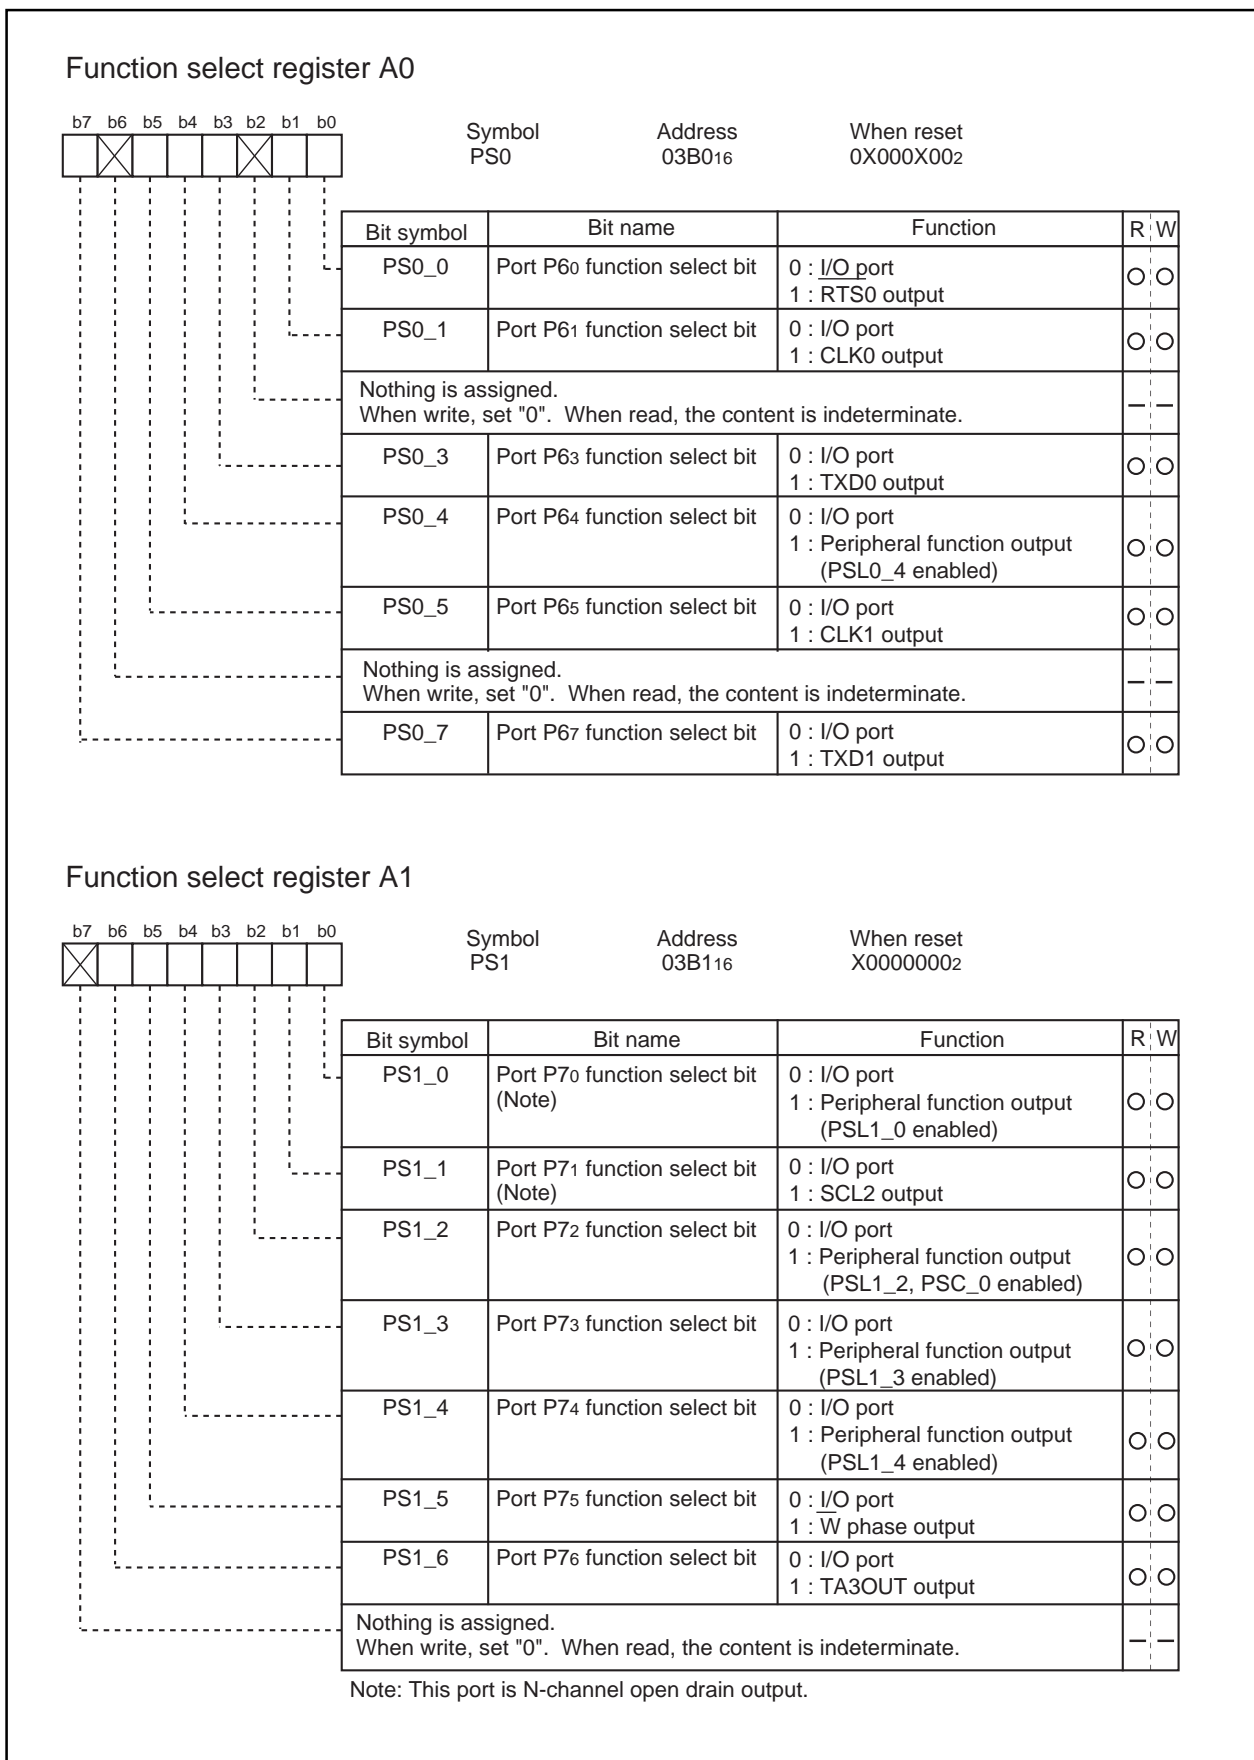 Function select register A0
b7 b6 b5 b4 b3 b2 b1 b0
Symbol Address When reset
PS0 03B016 0X000X002
Bit symbol Bit name Function R W
PS0_0 Port P60 function select bit 0 : I/O port
1 : RTS0 output
PS0_1 Port P61 function select bit 0 : I/O port
1 : CLK0 output
Nothing is assigned.
When write, set "0". When read, the content is indeterminate.
PS0_3 Port P63 function select bit 0 : I/O port
1 : TXD0 output
PS0_4 Port P64 function select bit 0 : I/O port
1 : Peripheral function output
(PSL0_4 enabled)
PS0_5 Port P65 function select bit 0 : I/O port
1 : CLK1 output
Nothing is assigned.
When write, set "0". When read, the content is indeterminate.
PS0_7 Port P67 function select bit 0 : I/O port
1 : TXD1 output
Function select register A1
b7 b6 b5 b4 b3 b2 b1 b0
Symbol Address When reset
PS1 03B116 X00000002
Bit symbol Bit name Function R W
PS1_0 Port P70 function select bit 0 : I/O port
(Note) 1 : Peripheral function output
(PSL1_0 enabled)
PS1_1 Port P71 function select bit 0 : I/O port
(Note) 1 : SCL2 output
PS1_2 Port P72 function select bit 0 : I/O port
1 : Peripheral function output
(PSL1_2, PSC_0 enabled)
PS1_3 Port P73 function select bit 0 : I/O port
1 : Peripheral function output
(PSL1_3 enabled)
PS1_4 Port P74 function select bit 0 : I/O port
1 : Peripheral function output
(PSL1_4 enabled)
PS1_5 Port P75 function select bit 0 : I/O port
1 : W phase output
PS1_6 Port P76 function select bit 0 : I/O port
1 : TA3OUT output
Nothing is assigned.
When write, set "0". When read, the content is indeterminate.
Note: This port is N-channel open drain output.